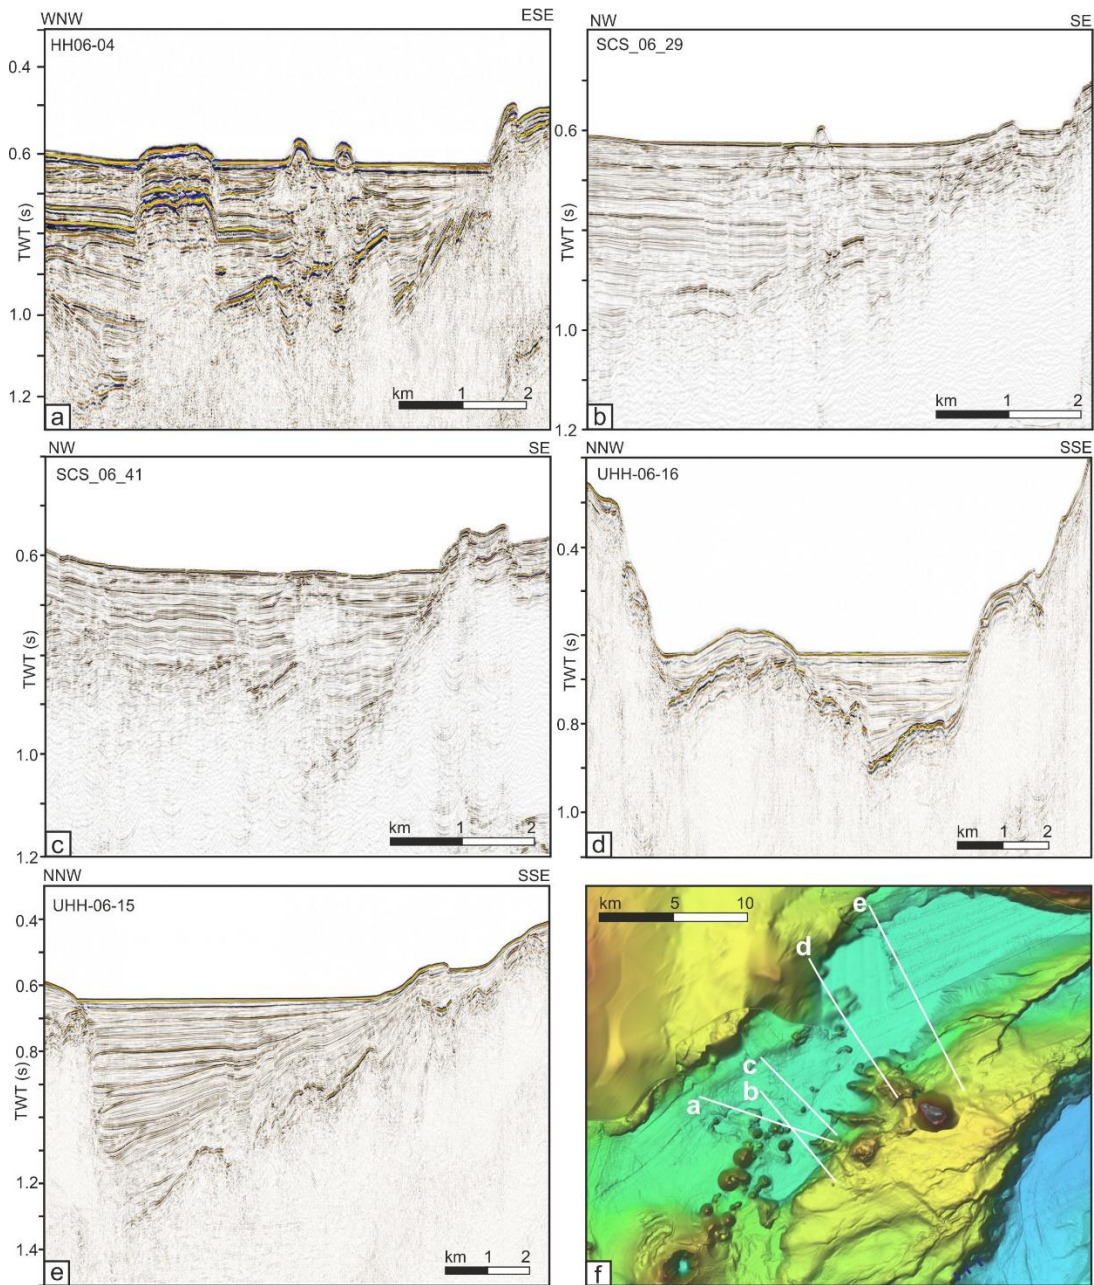 WNW ESE
HH06-04
0.4
0.6
TWT (s)
0.8
1.0
1.2
km 1 2
a
NW SE
SCS_06_29
0.6
1.0
1.2
km 1 2
b
NW SE
SCS_06_41
0.6
TWT (s)
0.8
1.0
1.2
km 1 2
c
NNW SSE
UHH-06-16
0.4
0.6
TWT (s)
0.8
1.0
km 1 2
d
NNW SSE
UHH-06-15
0.4
0.6
0.8
TWT (s)
1.0
1.2
1.4
km 1 2
e
km 5 10
e
d
c
b
a
f